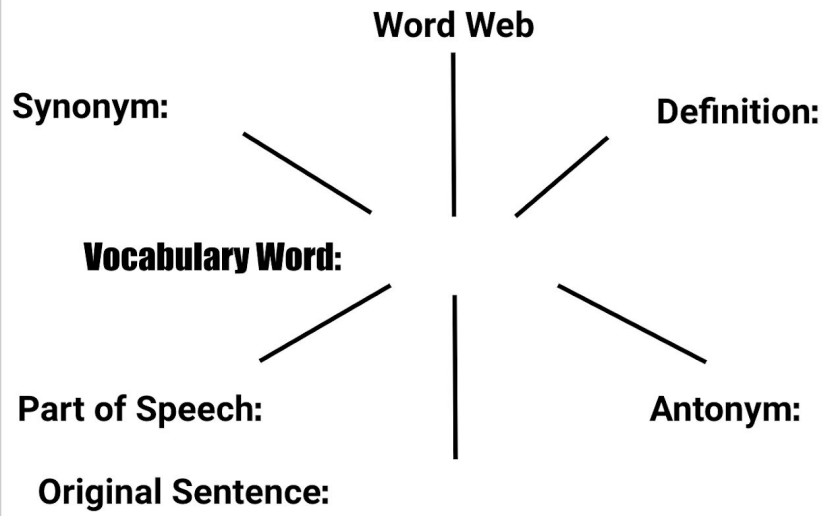 Word Web
Synonym:
Definition:
Vocabulary Word:
Part of Speech:
Antonym:
Original Sentence: